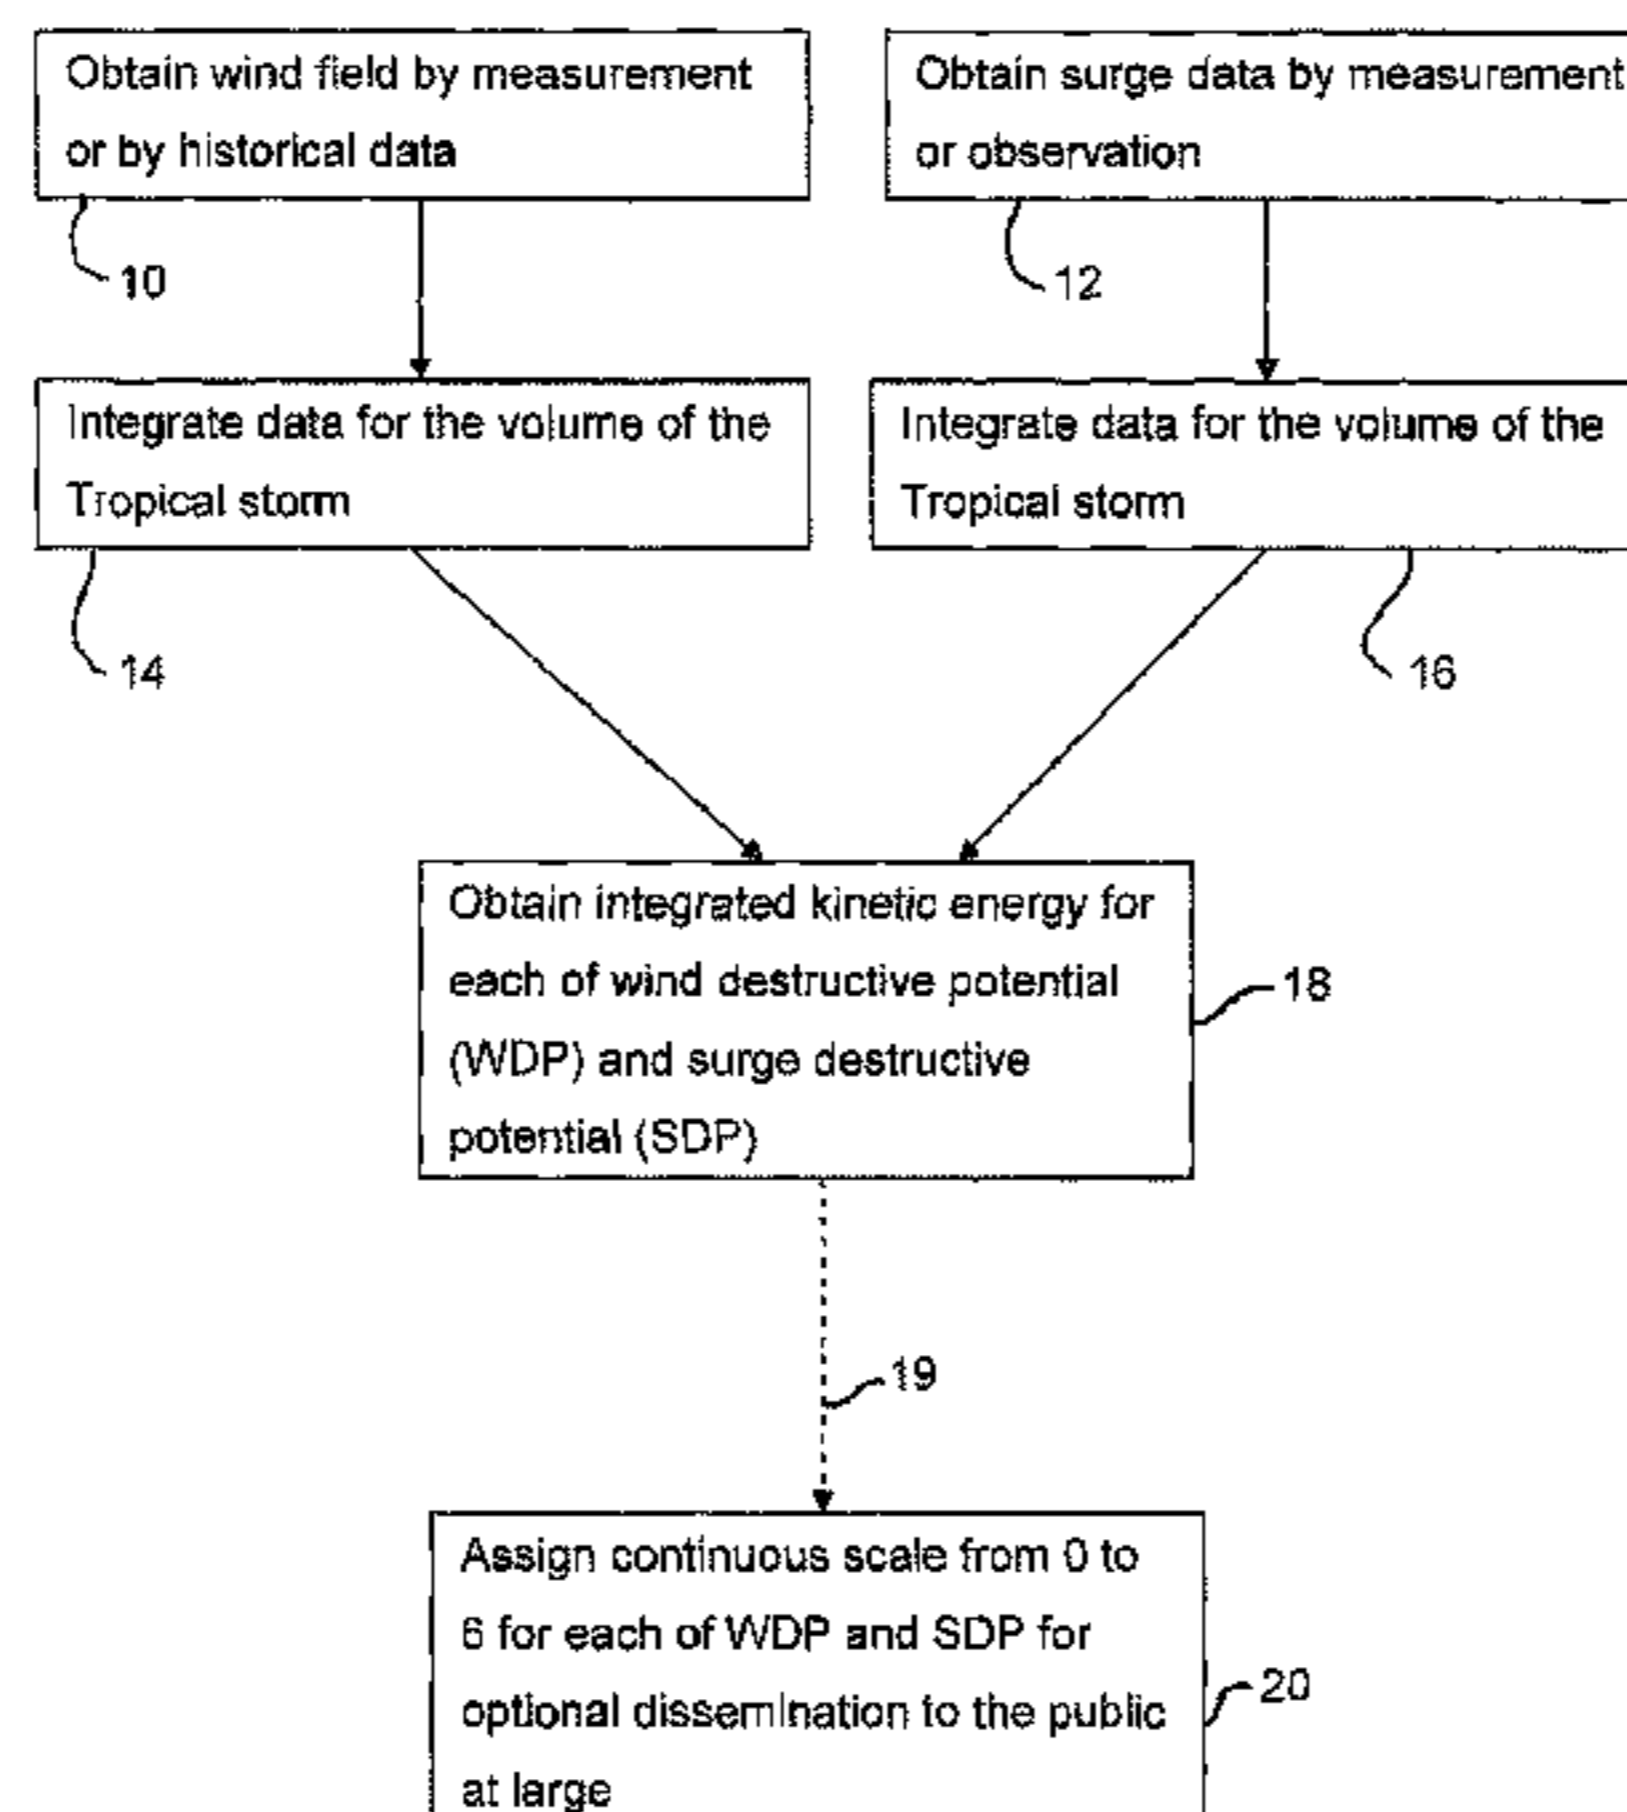 Obtain wind field by measurement
or by historical data
10
Obtain surge data by measurement
or observation
12
Integrate data for the volume of the
Tropical storm
14
Integrate data for the volume of the
Tropical storm
16
Obtain integrated kinetic energy for
each of wind destructive potential
(WDP) and surge destructive
potential (SDP)
18
19
Assign continuous scale from 0 to
6 for each of WDP and SDP for
optional dissemination to the public
at large
20